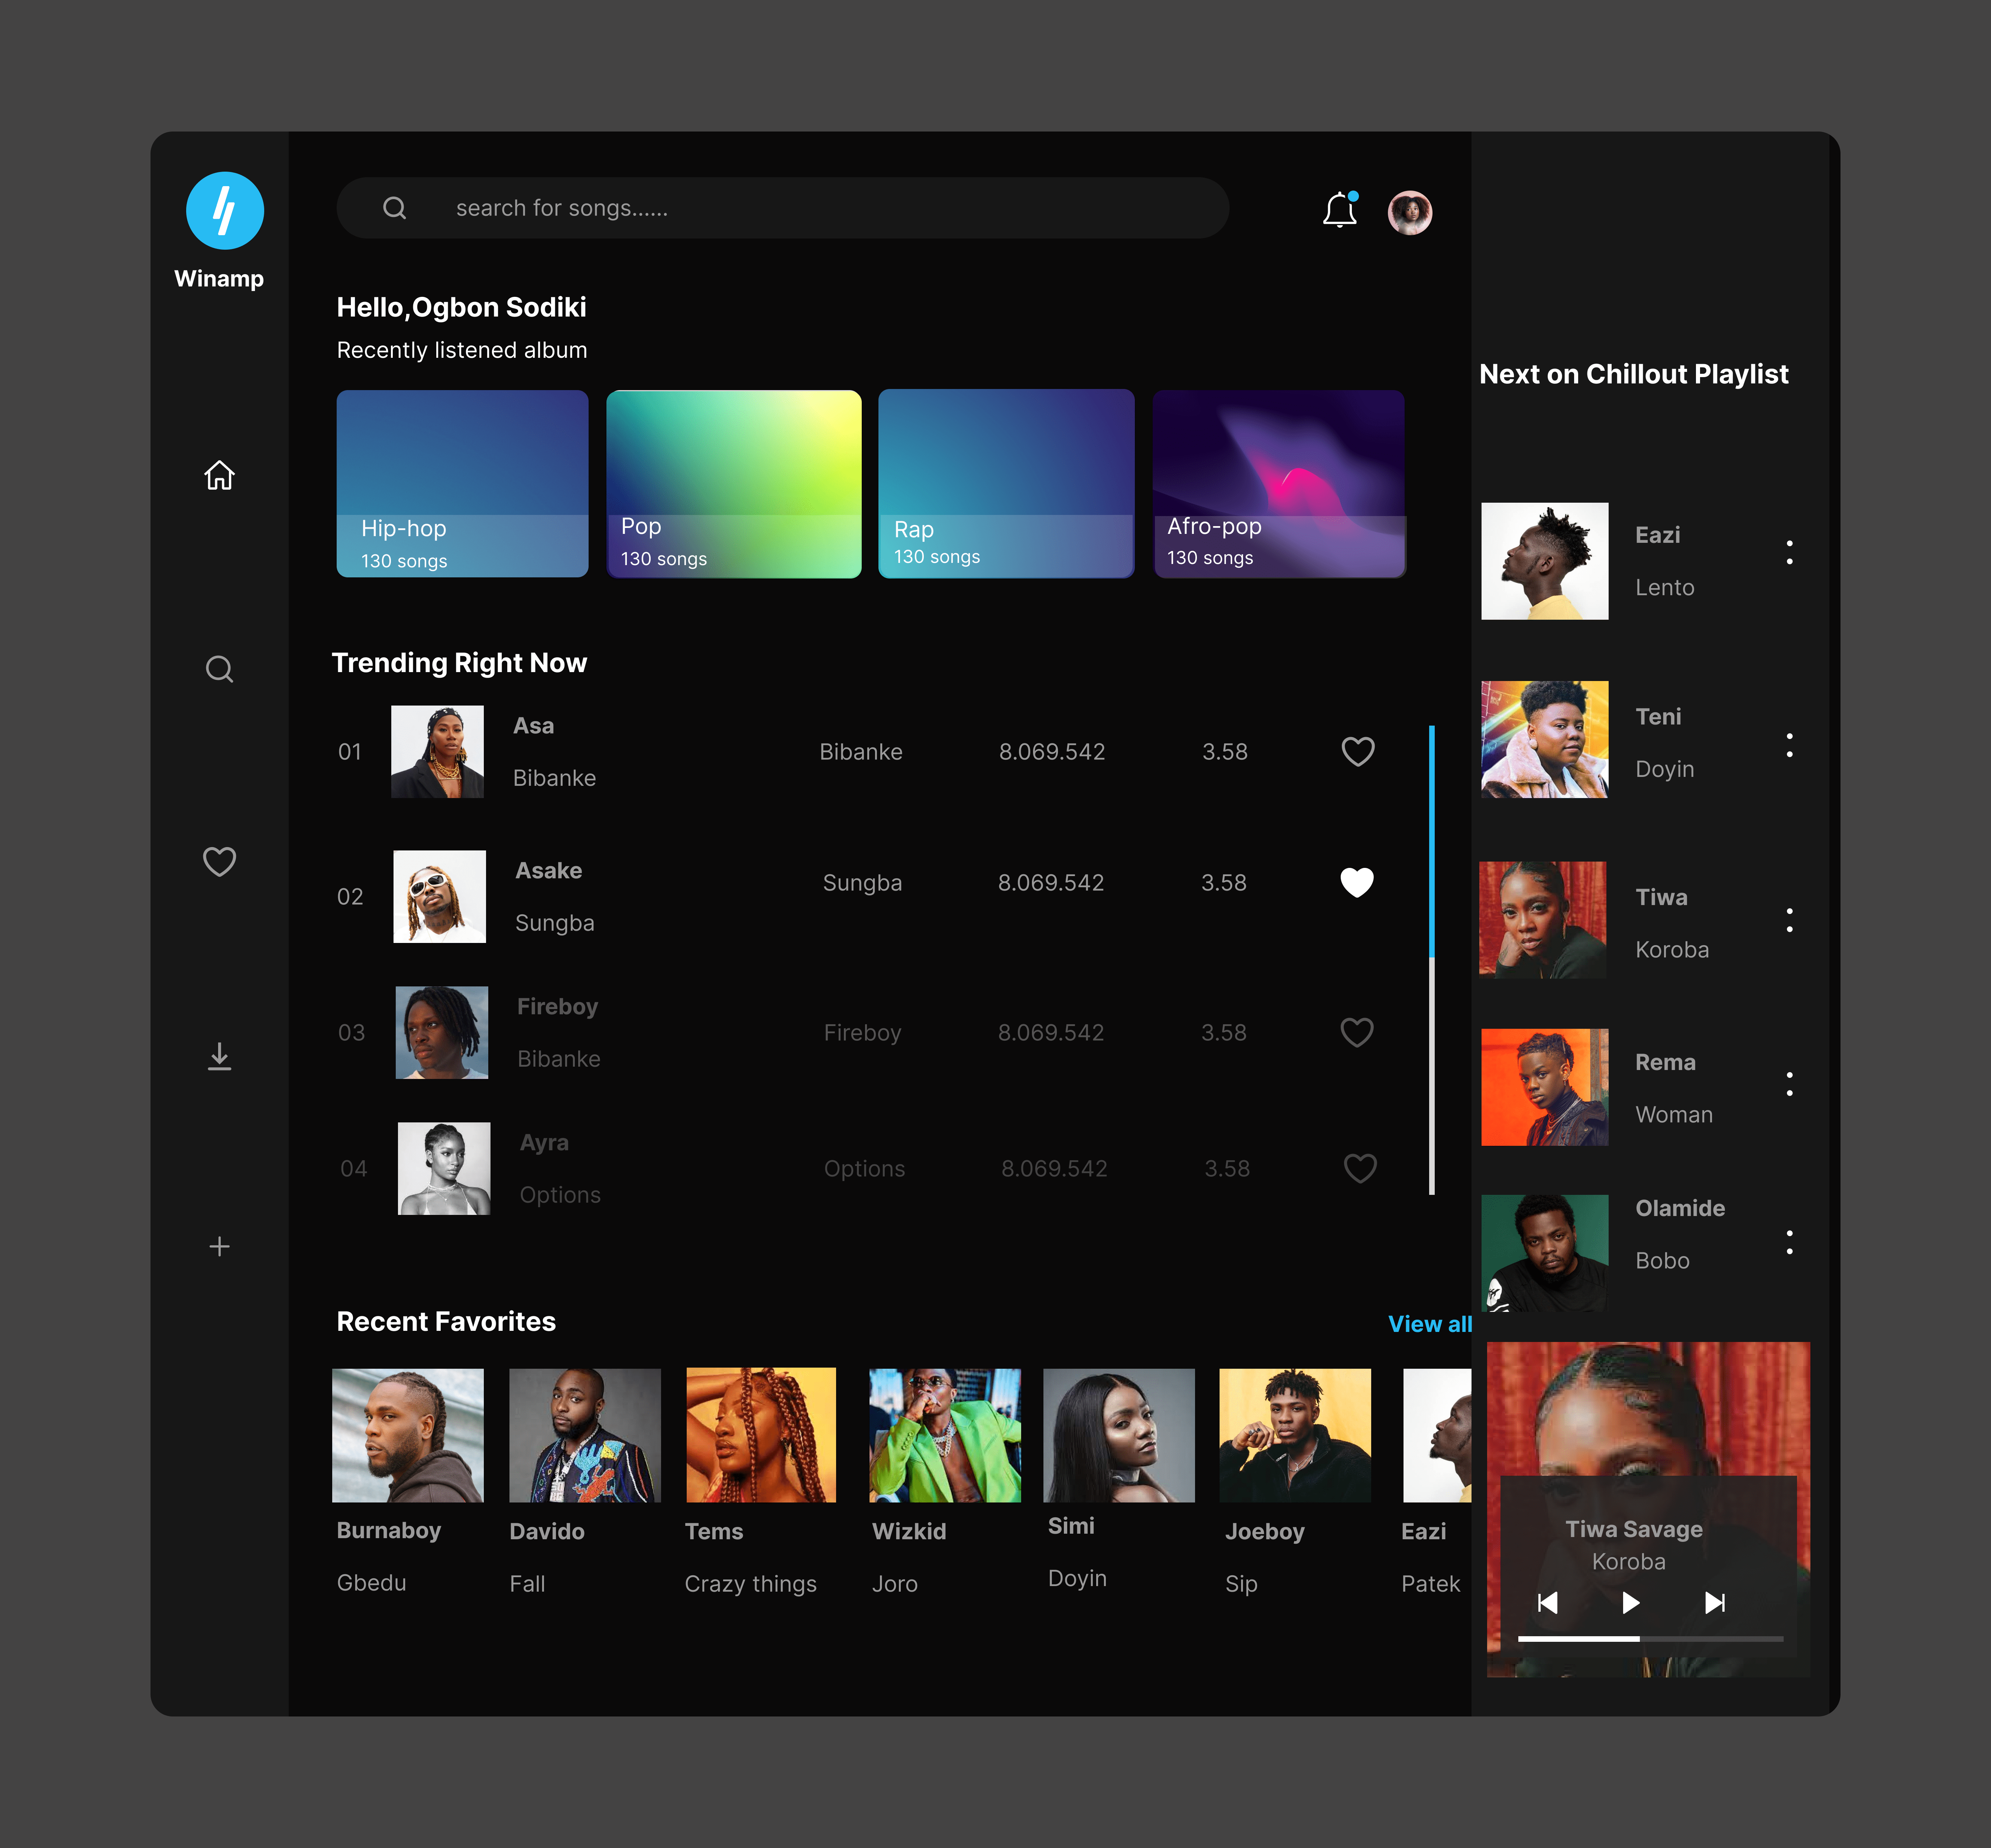 Winamp
search for songs......
Hello,Ogbon Sodiki
Recently listened album
Hip-hop
130 songs
Pop
130 songs
Rap
130 songs
Afro-pop
130 songs
Trending Right Now
01
Asa
Bibanke
Bibanke
8.069.542
3.58
02
Asake
Sungba
Sungba
8.069.542
3.58
03
Fireboy
Bibanke
Fireboy
8.069.542
3.58
04
Ayra
Options
Options
8.069.542
3.58
Recent Favorites
View all
Burnaboy
Gbedu
Davido
Fall
Tems
Crazy things
Wizkid
Joro
Simi
Doyin
Joeboy
Sip
Eazi
Patek
Next on Chillout Playlist
Eazi
Lento
Teni
Doyin
Tiwa
Koroba
Rema
Woman
Olamide
Bobo
Tiwa Savage
Koroba